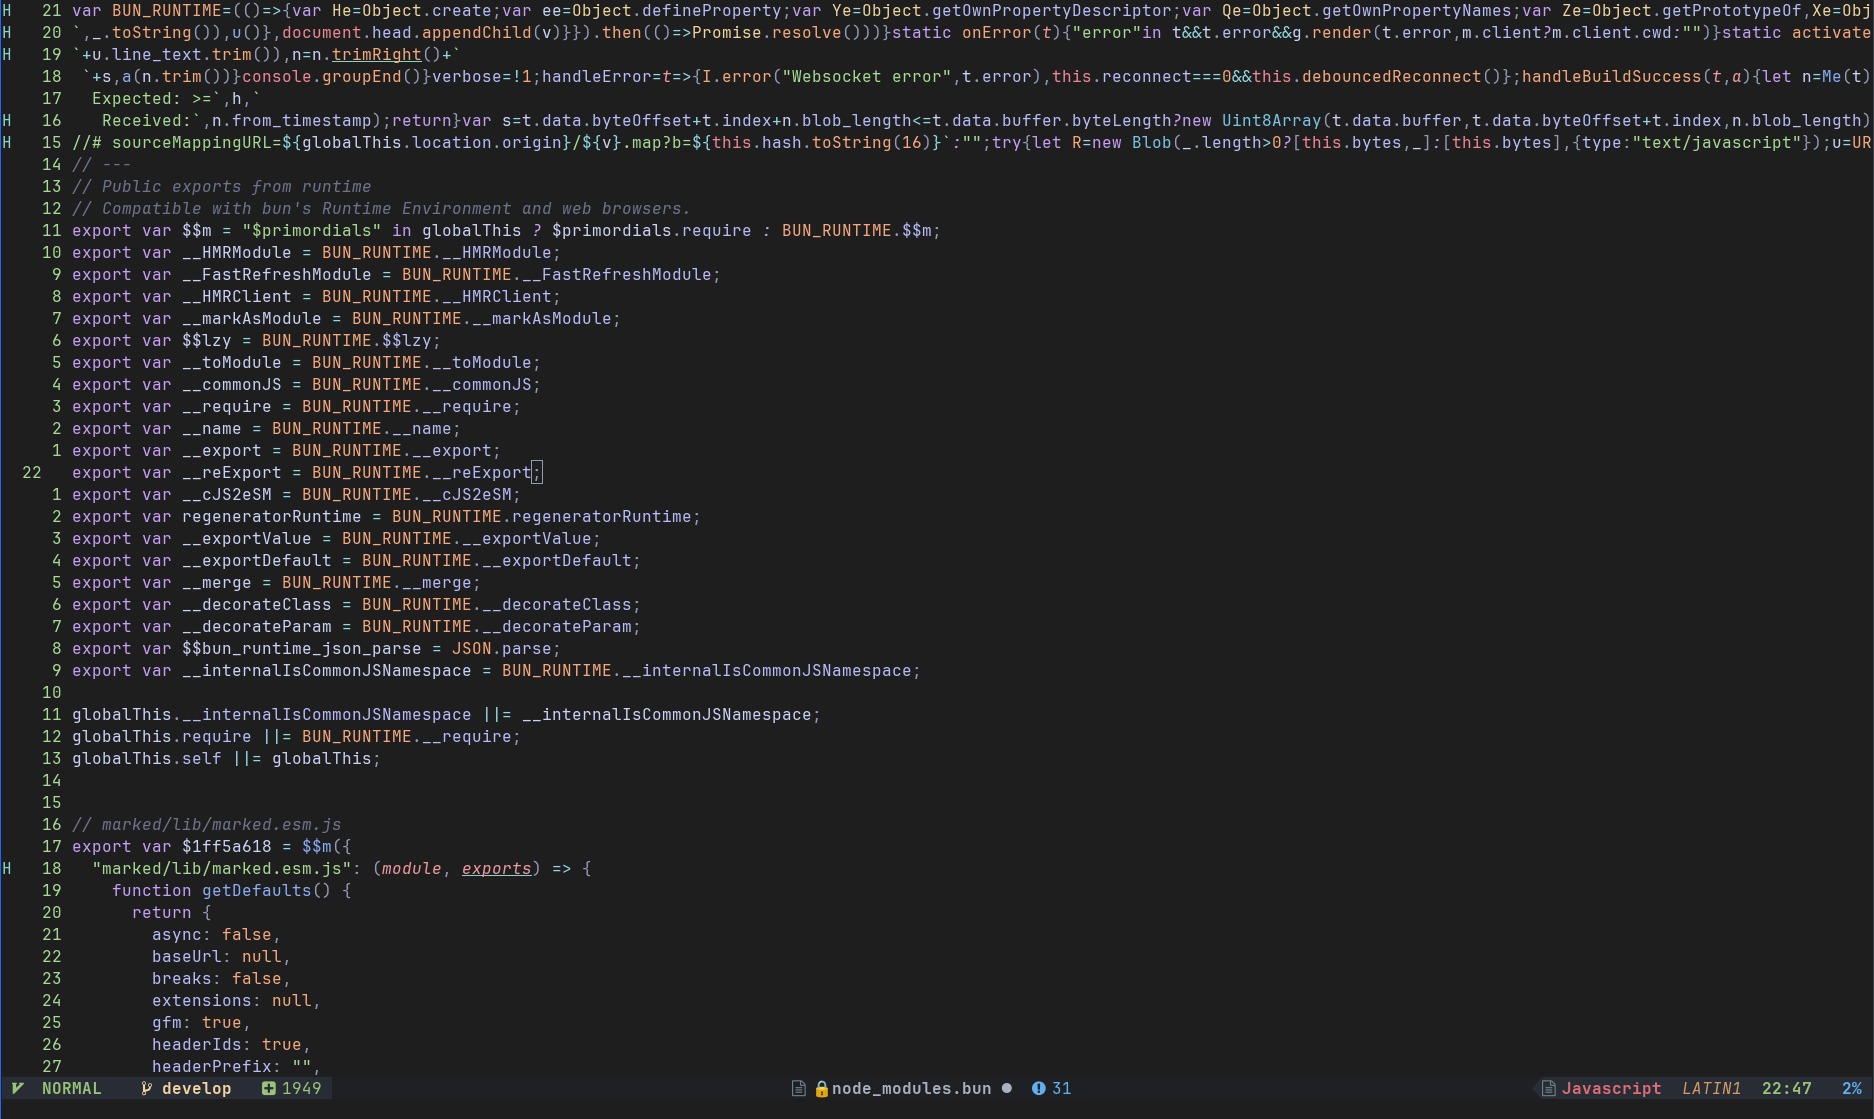 H 21 var BUN_RUNTIME=(()=>{var He=Object.create;var ee=Object.defineProperty;var Ye=Object.getOwnPropertyDescriptor;var Qe=Object.getOwnPropertyNames;var Ze=Object.getPrototypeOf,Xe=Obj
H 20 `,_.toString()),u()},document.head.appendChild(v)}}).then(()=>Promise.resolve()))}static onError(t){"error"in t&&t.error&&g.render(t.error,m.client?m.client.cwd:"")}static activate
H 19 `+u.line_text.trim()),n=n.trimRight()+`
18  `+s,a(n.trim())}console.groupEnd()}verbose=!1;handleError=t=>{I.error("Websocket error",t.error),this.reconnect===0&&this.debouncedReconnect()};handleBuildSuccess(t,a){let n=Me(t)
17   Expected: >=`,h,`
H 16    Received:`,n.from_timestamp);return}var s=t.data.byteOffset+t.index+n.blob_length<=t.data.buffer.byteLength?new Uint8Array(t.data.buffer,t.data.byteOffset+t.index,n.blob_length)
H 15 //# sourceMappingURL=${globalThis.location.origin}/${v}.map?b=${this.hash.toString(16)}`:"";try{let R=new Blob(_.length>0?[this.bytes,_]:[this.bytes],{type:"text/javascript"});u=UR
14 // ---
13 // Public exports from runtime
12 // Compatible with bun's Runtime Environment and web browsers.
11 export var $$m = "$primordials" in globalThis ? $primordials.require : BUN_RUNTIME.$$m;
10 export var __HMRModule = BUN_RUNTIME.__HMRModule;
9 export var __FastRefreshModule = BUN_RUNTIME.__FastRefreshModule;
8 export var __HMRClient = BUN_RUNTIME.__HMRClient;
7 export var __markAsModule = BUN_RUNTIME.__markAsModule;
6 export var $$lzy = BUN_RUNTIME.$$lzy;
5 export var __toModule = BUN_RUNTIME.__toModule;
4 export var __commonJS = BUN_RUNTIME.__commonJS;
3 export var __require = BUN_RUNTIME.__require;
2 export var __name = BUN_RUNTIME.__name;
1 export var __export = BUN_RUNTIME.__export;
22 export var __reExport = BUN_RUNTIME.__reExport;
1 export var __cJS2eSM = BUN_RUNTIME.__cJS2eSM;
2 export var regeneratorRuntime = BUN_RUNTIME.regeneratorRuntime;
3 export var __exportValue = BUN_RUNTIME.__exportValue;
4 export var __exportDefault = BUN_RUNTIME.__exportDefault;
5 export var __merge = BUN_RUNTIME.__merge;
6 export var __decorateClass = BUN_RUNTIME.__decorateClass;
7 export var __decorateParam = BUN_RUNTIME.__decorateParam;
8 export var $$bun_runtime_json_parse = JSON.parse;
9 export var __internalIsCommonJSNamespace = BUN_RUNTIME.__internalIsCommonJSNamespace;
10
11 globalThis.__internalIsCommonJSNamespace ||= __internalIsCommonJSNamespace;
12 globalThis.require ||= BUN_RUNTIME.__require;
13 globalThis.self ||= globalThis;
14
15
16 // marked/lib/marked.esm.js
17 export var $1ff5a618 = $$m({
H 18   "marked/lib/marked.esm.js": (module, exports) => {
19     function getDefaults() {
20       return {
21         async: false,
22         baseUrl: null,
23         breaks: false,
24         extensions: null,
25         gfm: true,
26         headerIds: true,
27         headerPrefix: "",
NORMAL develop 1949 node_modules.bun ● 31 Javascript LATIN1 22:47 2%